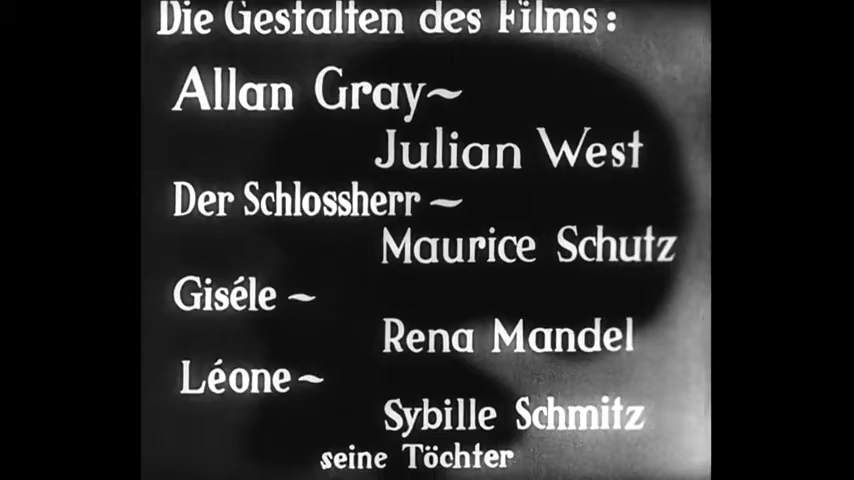 Die Gestalten des Films:
Allan Gray~
Julian West
Der Schlossherr~
Maurice Schutz
Giséle~
Rena Mandel
Léone~
Sybille Schmitz
seine Töchter